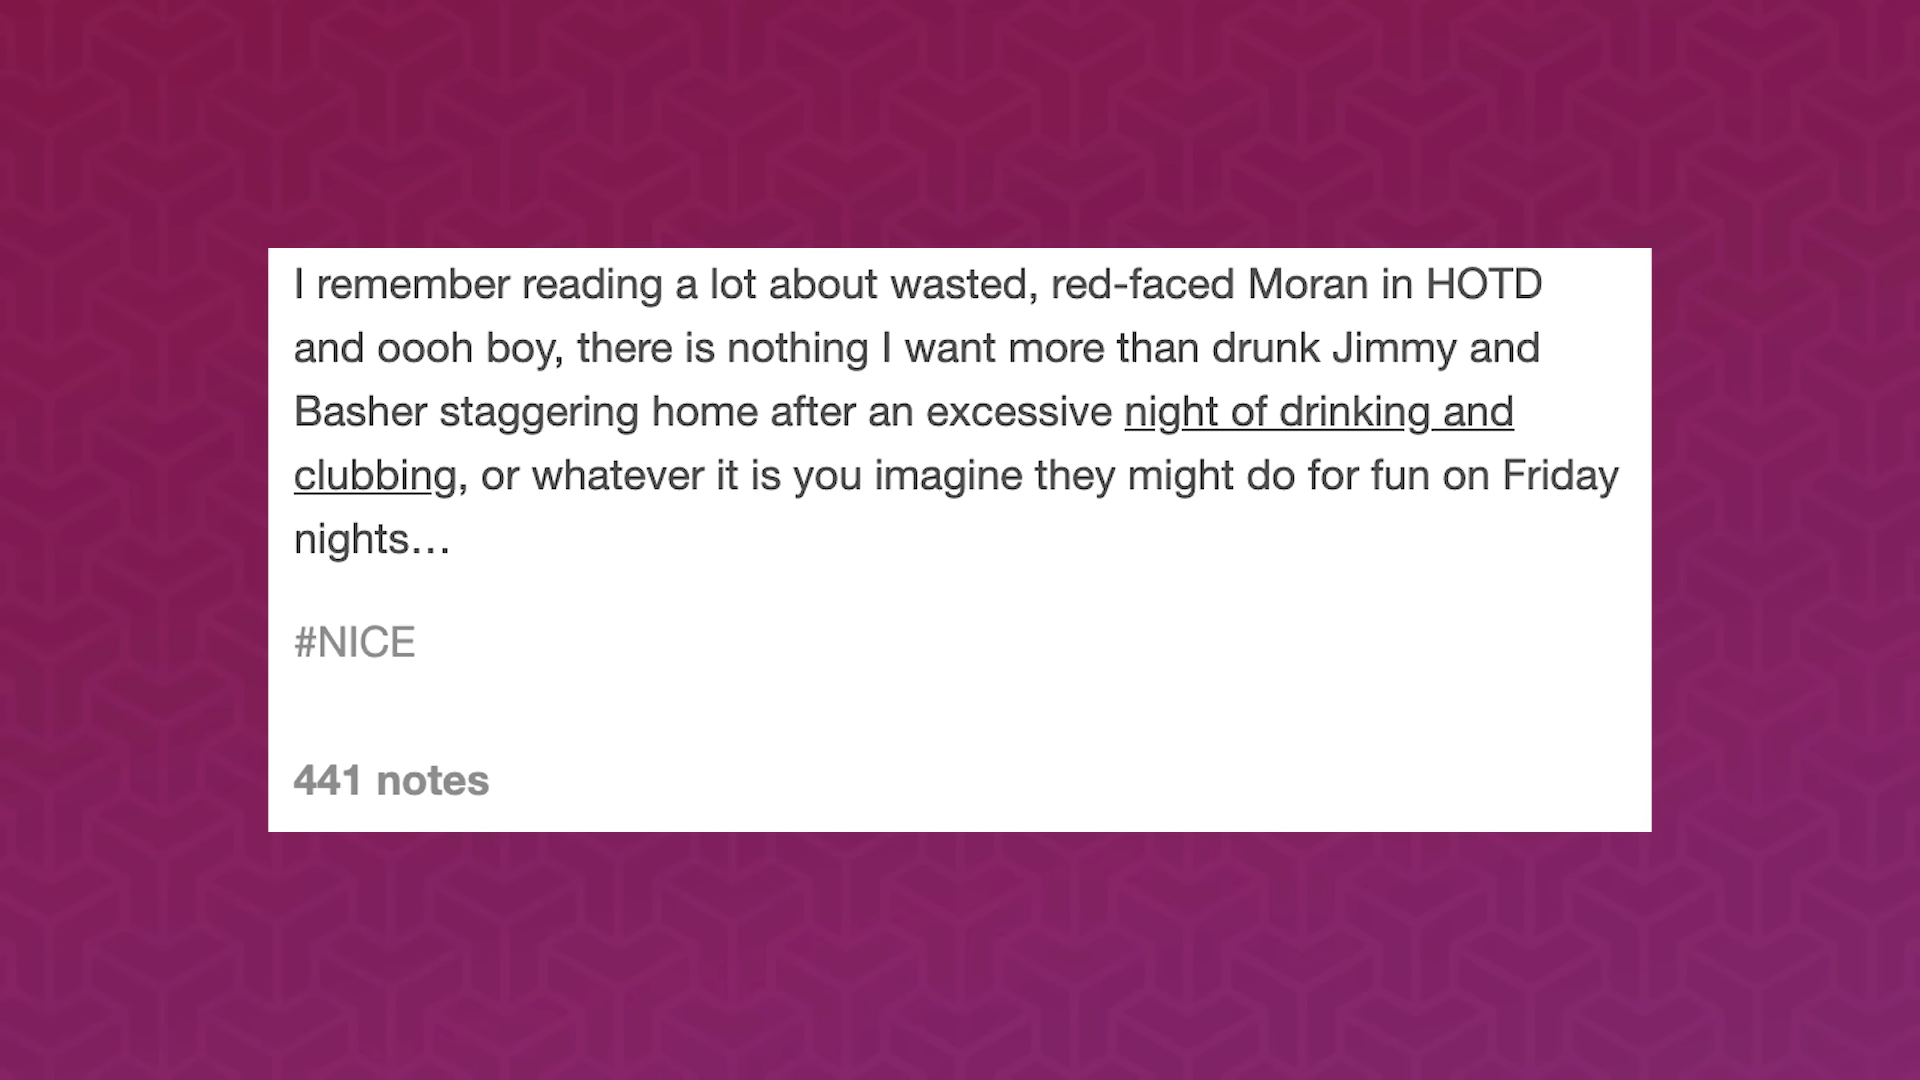 I remember reading a lot about wasted, red-faced Moran in HOTD
and oooh boy, there is nothing I want more than drunk Jimmy and
Basher staggering home after an excessive night of drinking and
clubbing, or whatever it is you imagine they might do for fun on Friday
nights…
#NICE
441 notes